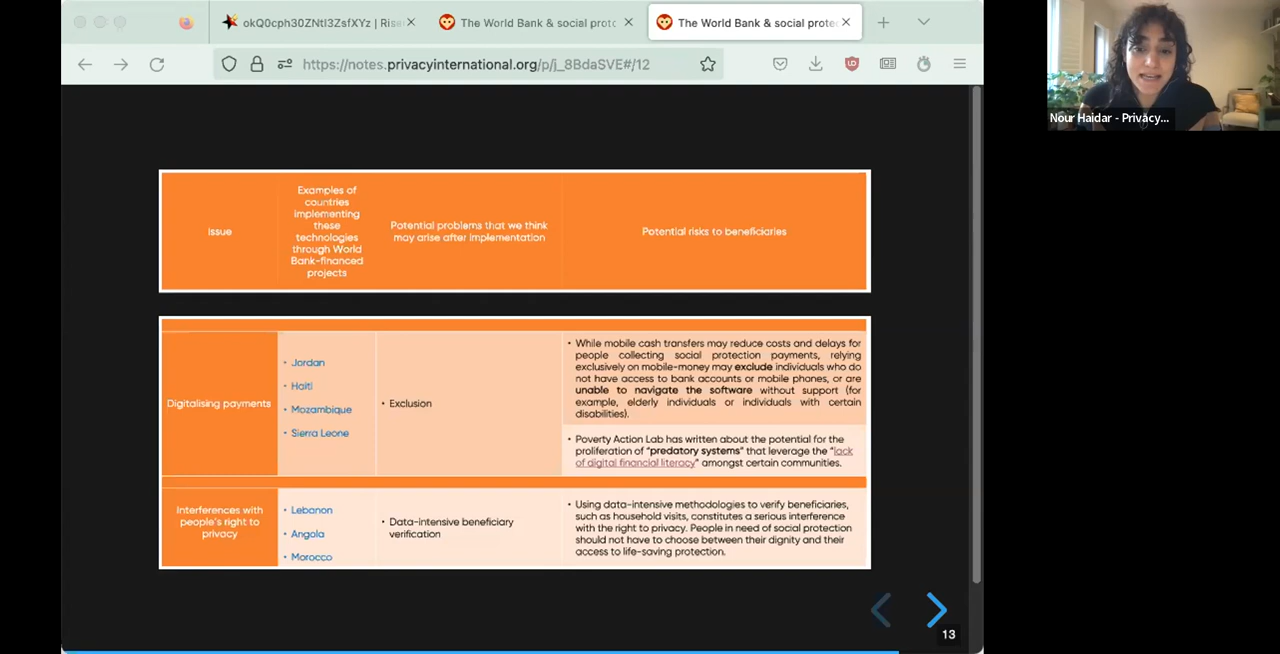 okQ0cph30ZNtI3ZsfXYz | Rise
The World Bank & social prote
The World Bank & social prote
https://notes.privacyinternational.org/p/j_8BdaSVE#/12
Nour Haidar - Privacy...
Issue
Examples of
countries
implementing
these
technologies
through World
Bank-financed
projects
Potential problems that we think
may arise after implementation
Potential risks to beneficiaries
Digitalising payments
• Jordan
• Haiti
• Mozambique
• Sierra Leone
• Exclusion
• While mobile cash transfers may reduce costs and delays for
people collecting social protection payments, relying
exclusively on mobile-money may exclude individuals who do
not have access to bank accounts or mobile phones, or are
unable to navigate the software without support (for
example, elderly individuals or individuals with certain
disabilities).
• Poverty Action Lab has written about the potential for the
proliferation of "predatory systems" that leverage the "lack
of digital financial literacy" amongst certain communities.
Interferences with
people's right to
privacy
• Lebanon
• Angola
• Morocco
• Data-intensive beneficiary
verification
• Using data-intensive methodologies to verify beneficiaries,
such as household visits, constitutes a serious interference
with the right to privacy. People in need of social protection
should not have to choose between their dignity and their
access to life-saving protection.
13